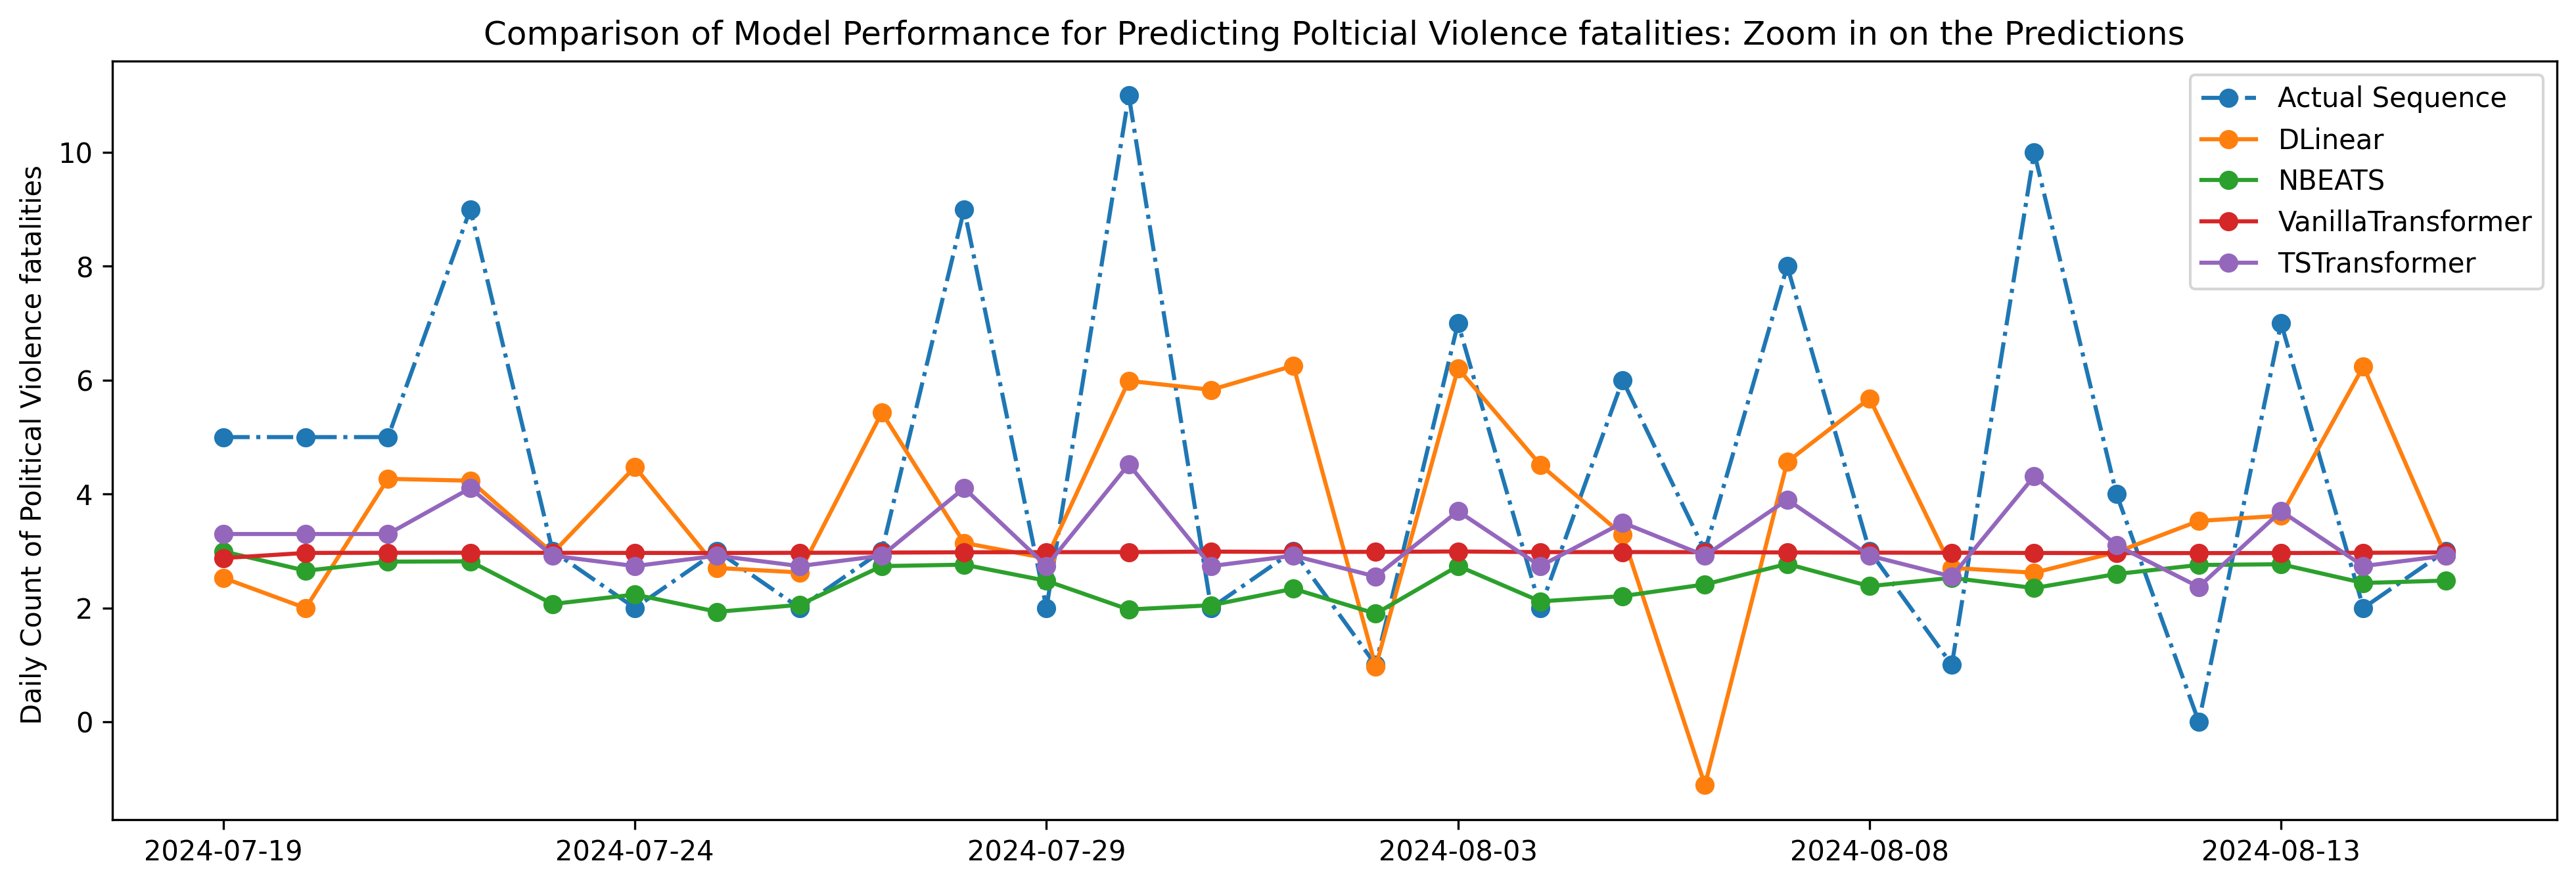 Comparison of Model Performance for Predicting Polticial Violence fatalities: Zoom in on the Predictions
Daily Count of Political Violence fatalities
10
8
6
4
2
0
Actual Sequence
DLinear
NBEATS
VanillaTransformer
TSTransformer
2024-07-19
2024-07-24
2024-07-29
2024-08-03
2024-08-08
2024-08-13